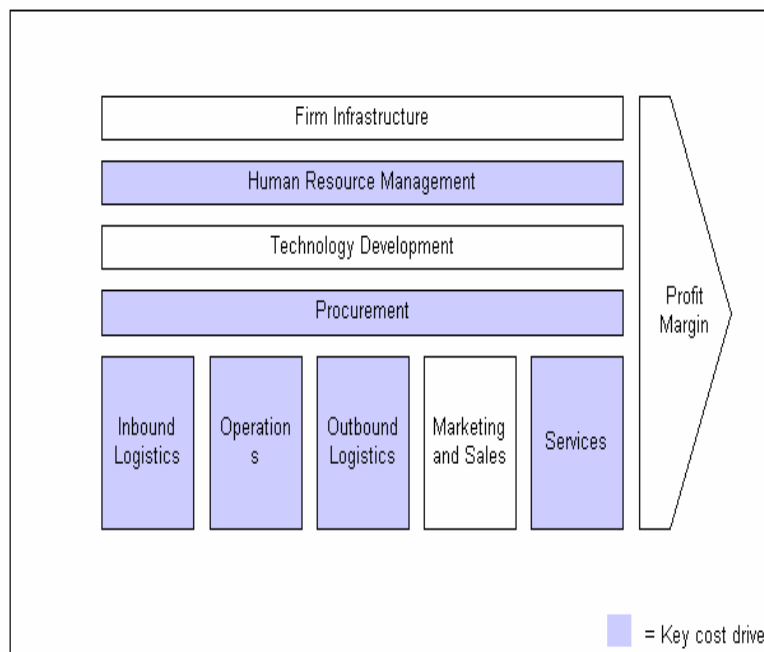 Firm Infrastructure
Human Resource Management
Technology Development
Procurement
Inbound
Logistics
Operation
s
Outbound
Logistics
Marketing
and Sales
Services
Profit
Margin
= Key cost drive